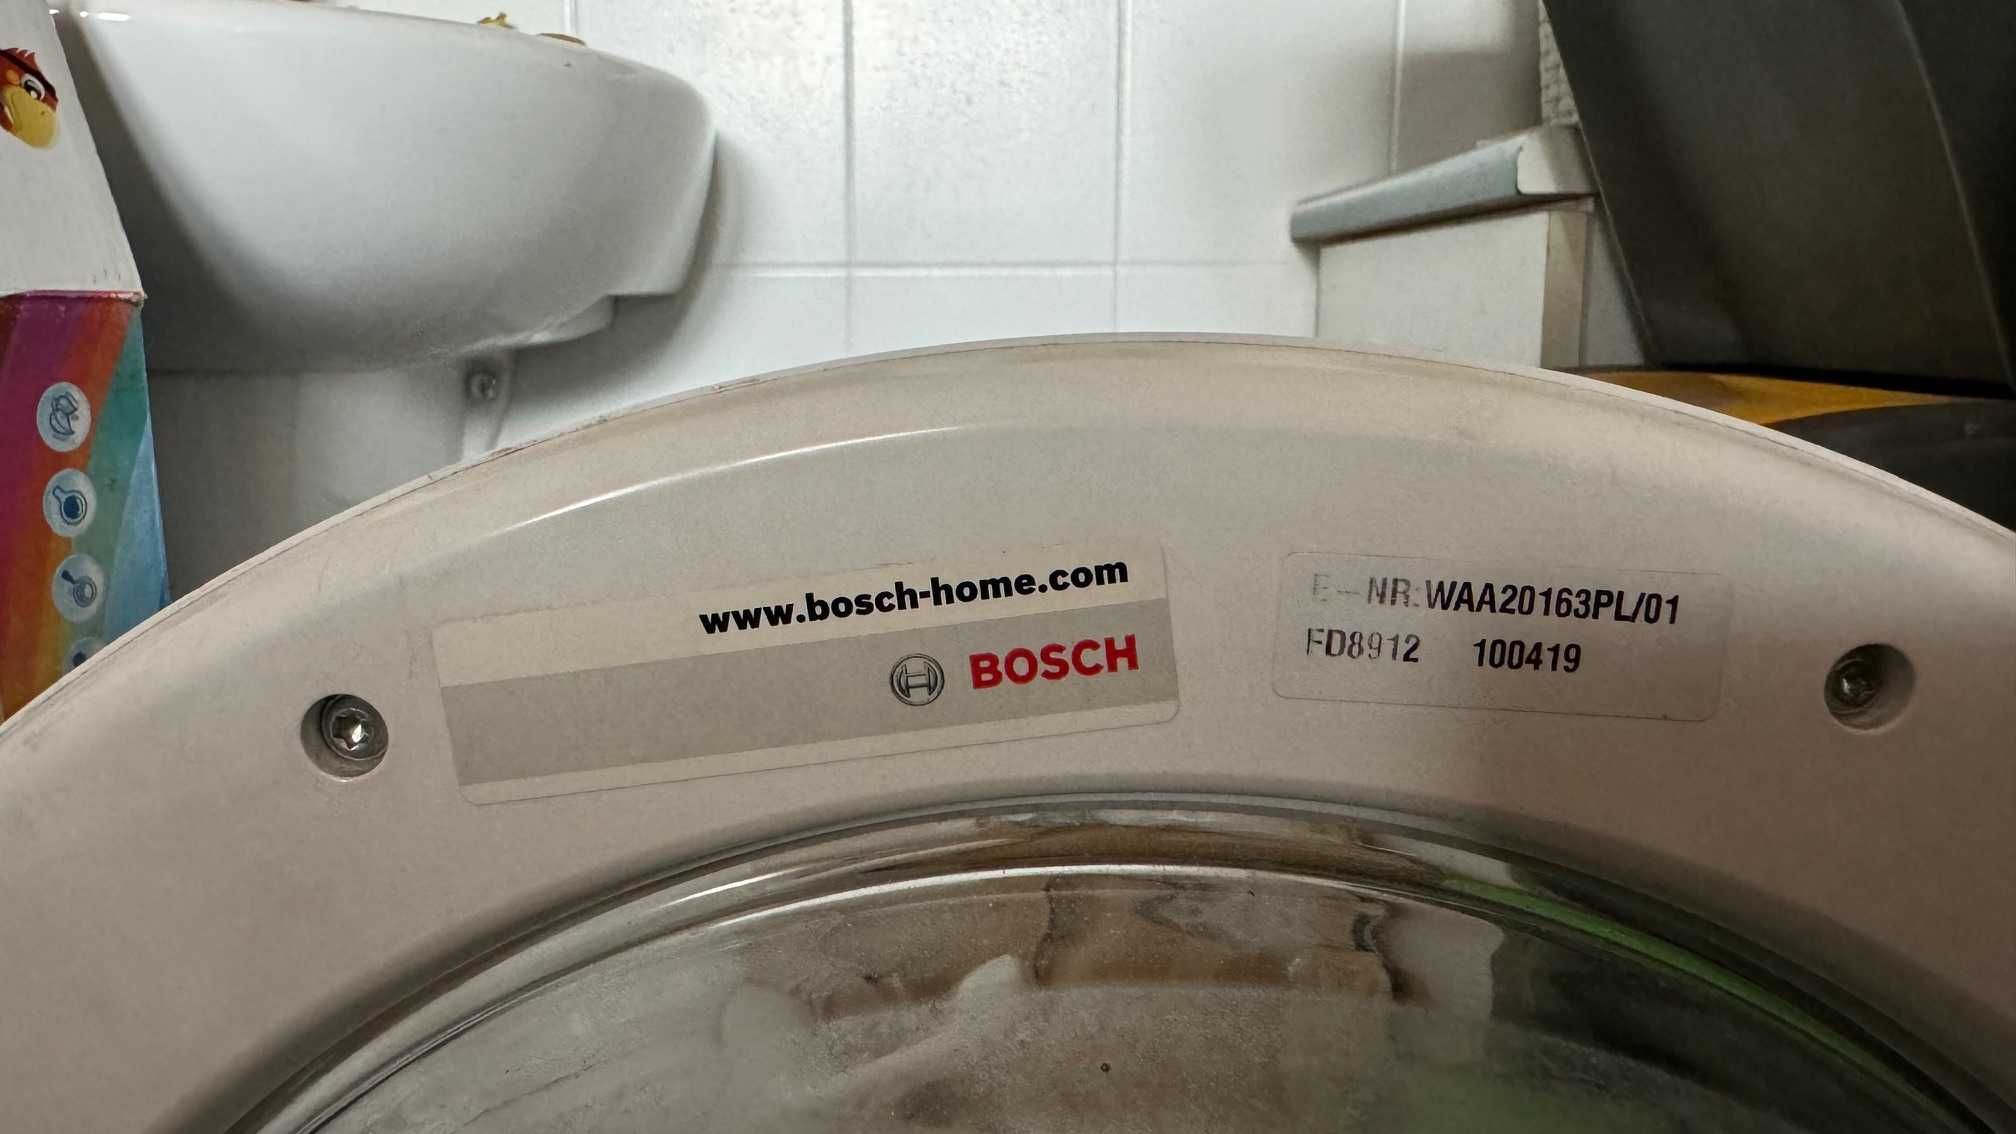 www.bosch-home.com
BOSCH
E-NR:WAA20163PL/01
FD8912 100419